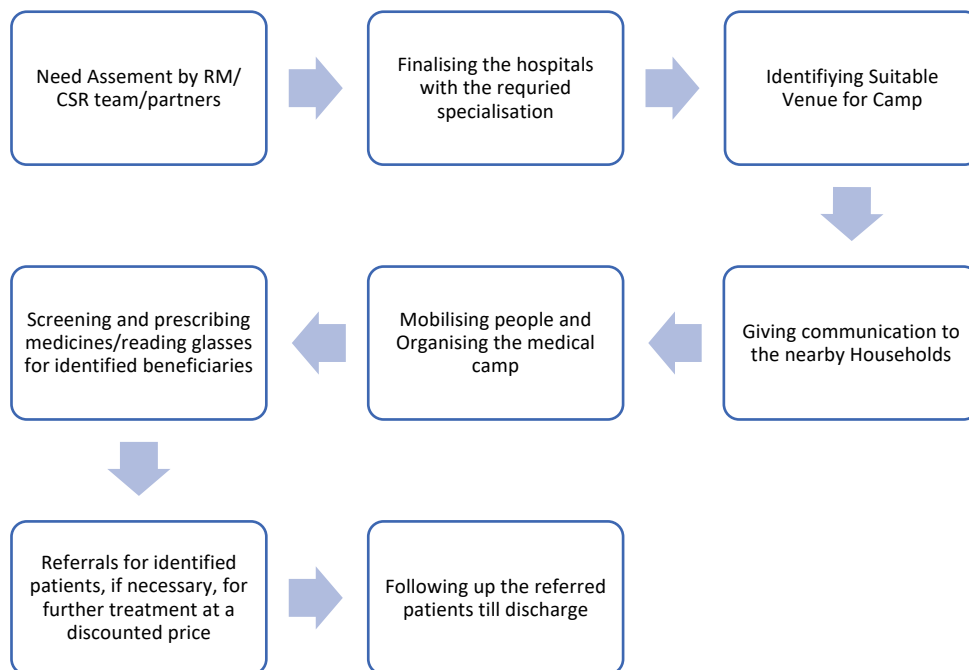 Need Assement by RM/
CSR team/partners
Finalising the hospitals
with the requried
specialisation
Identifiying Suitable
Venue for Camp
Giving communication to
the nearby Households
Mobilising people and
Organising the medical
camp
Screening and prescribing
medicines/reading glasses
for identified beneficiaries
Referrals for identified
patients, if necessary, for
further treatment at a
discounted price
Following up the referred
patients till discharge